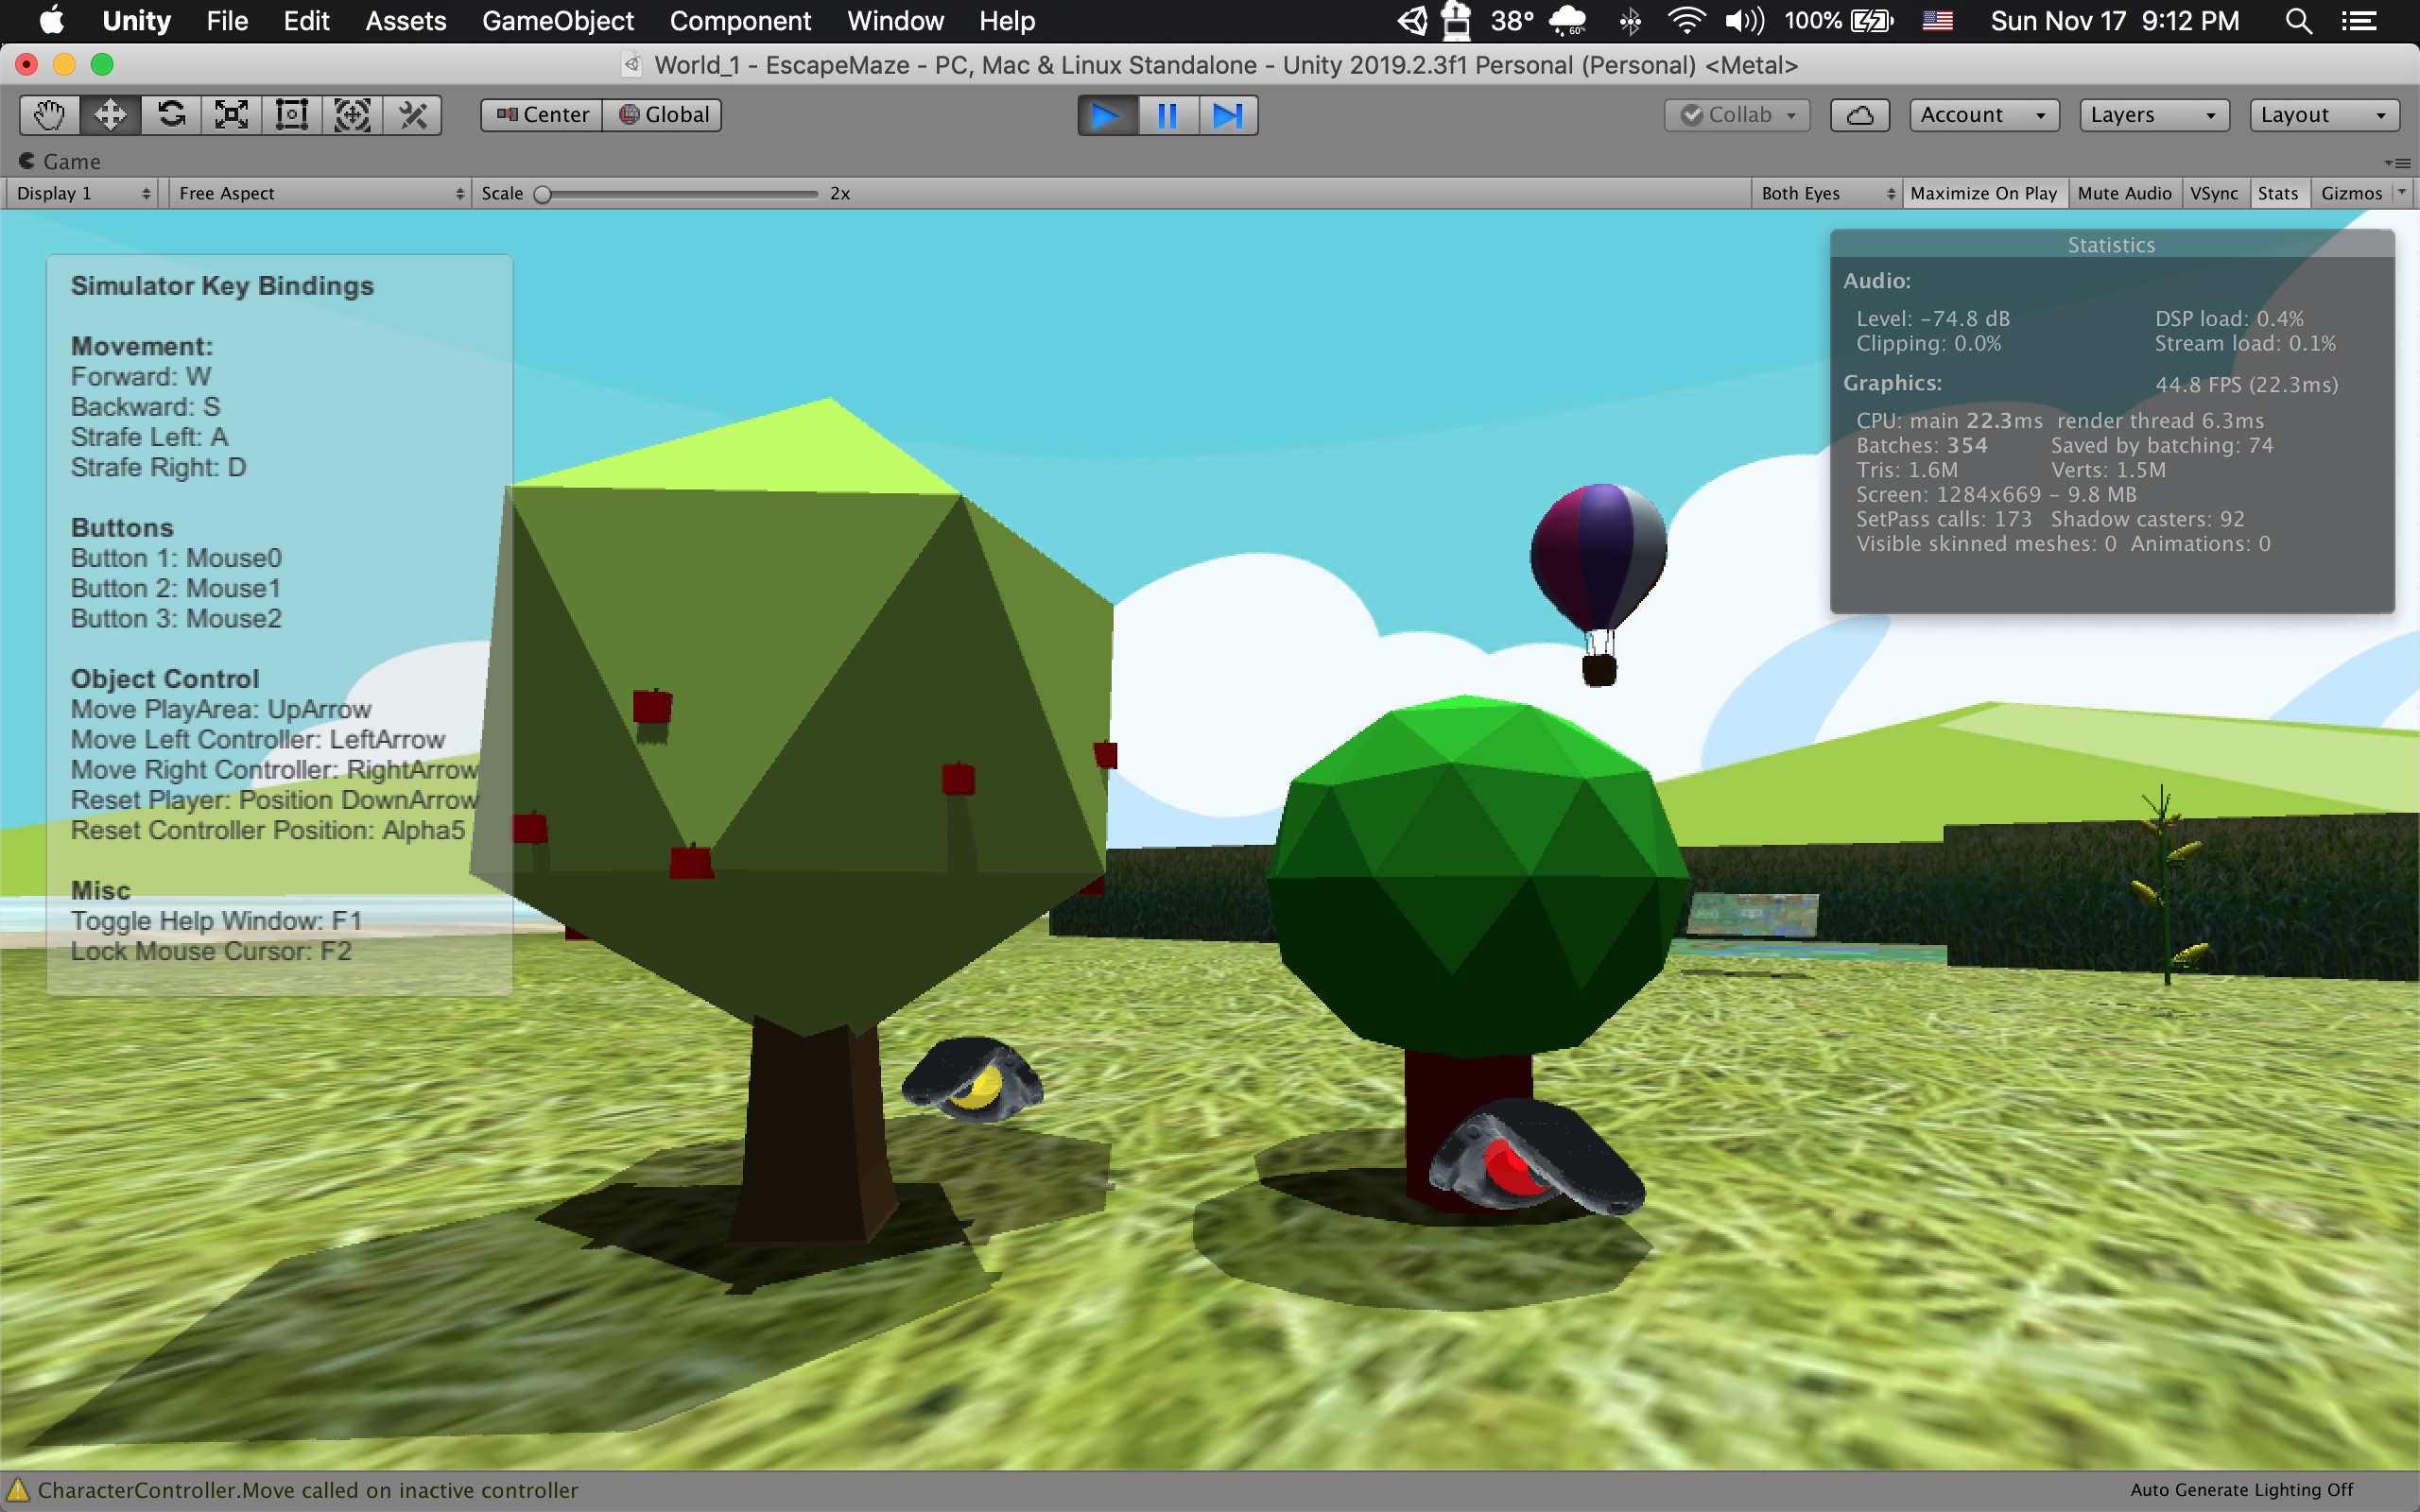 Unity File Edit Assets GameObject Component Window Help 38° 60% 100% Sun Nov 17 9:12 PM
World_1 - EscapeMaze - PC, Mac & Linux Standalone - Unity 2019.2.3f1 Personal (Personal) <Metal>
Center Global Collab Account Layers Layout
Game
Display 1 Free Aspect Scale 2x Both Eyes Maximize On Play Mute Audio VSync Stats Gizmos
Simulator Key Bindings
Movement:
Forward: W
Backward: S
Strafe Left: A
Strafe Right: D
Buttons
Button 1: Mouse0
Button 2: Mouse1
Button 3: Mouse2
Object Control
Move PlayArea: UpArrow
Move Left Controller: LeftArrow
Move Right Controller: RightArrow
Reset Player: Position DownArrow
Reset Controller Position: Alpha5
Misc
Toggle Help Window: F1
Lock Mouse Cursor: F2
Statistics
Audio:
Level: -74.8 dB DSP load: 0.4%
Clipping: 0.0% Stream load: 0.1%
Graphics: 44.8 FPS (22.3ms)
CPU: main 22.3ms render thread 6.3ms
Batches: 354 Saved by batching: 74
Tris: 1.6M Verts: 1.5M
Screen: 1284x669 - 9.8 MB
SetPass calls: 173 Shadow casters: 92
Visible skinned meshes: 0 Animations: 0
CharacterController.Move called on inactive controller
Auto Generate Lighting Off